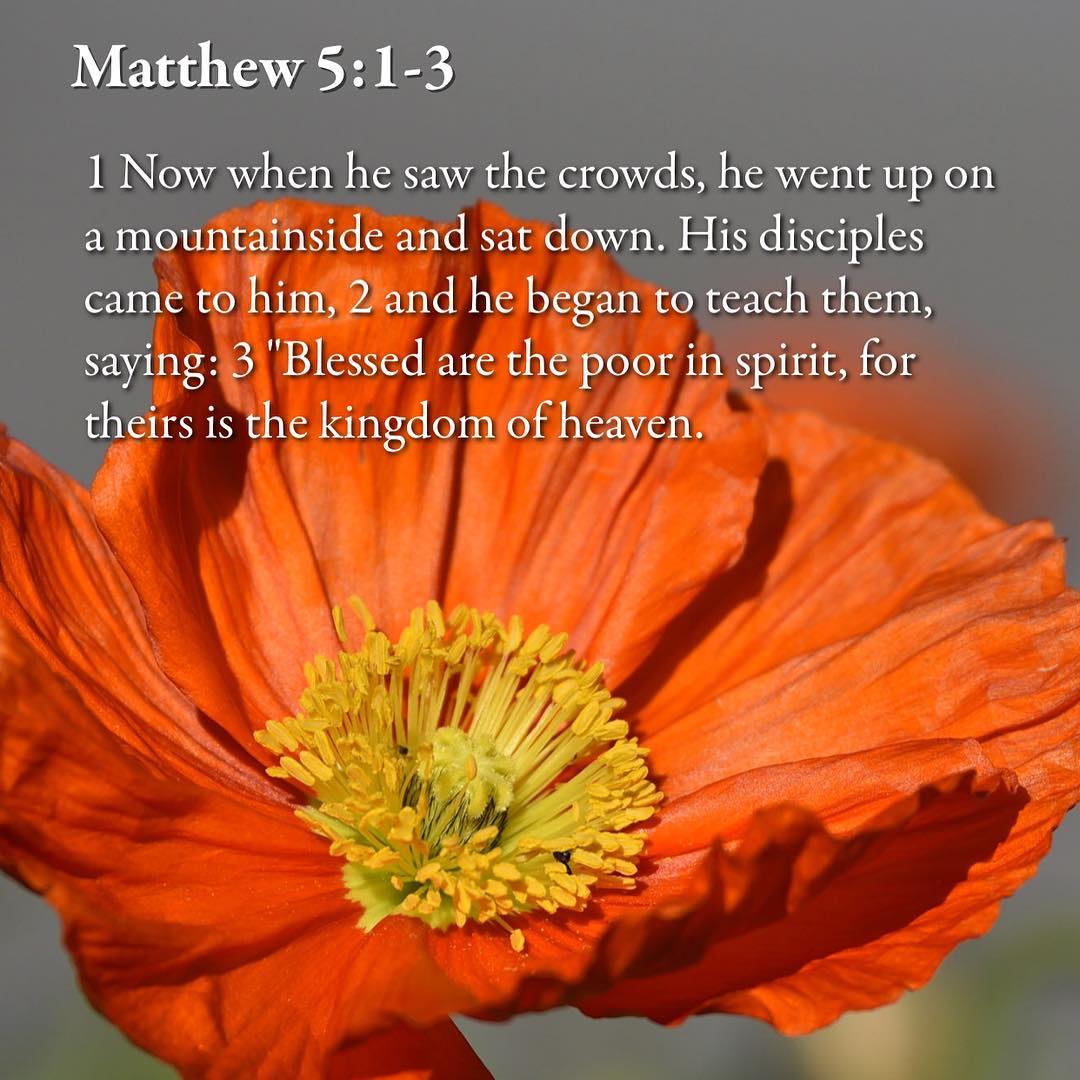 Matthew 5:1-3
1 Now when he saw the crowds, he went up on
a mountainside and sat down. His disciples
came to him, 2 and he began to teach them,
saying: 3 "Blessed are the poor in spirit, for
theirs is the kingdom of heaven.